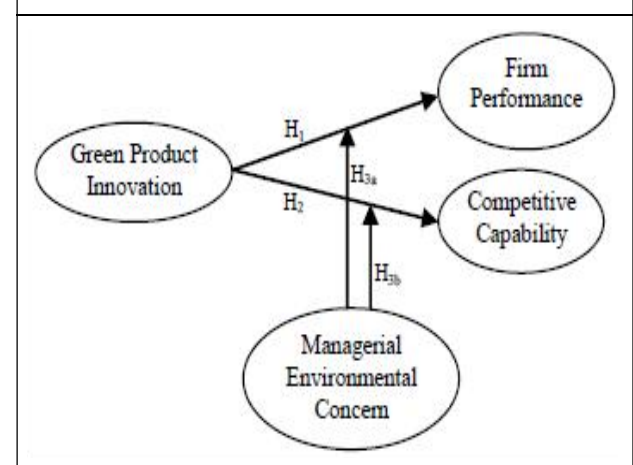 Firm
Performance
H1
Green Product
Innovation
H3a
H2
Competitive
Capability
H3b
Managerial
Environmental
Concern